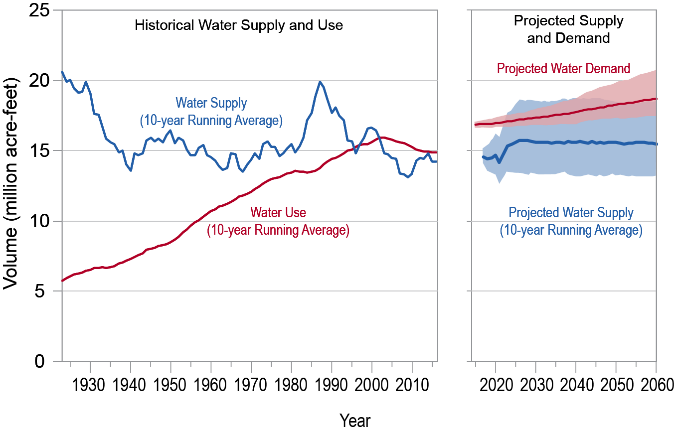 Historical Water Supply and Use
Projected Supply
and Demand
Projected Water Demand
Water Supply
(10-year Running Average)
Water Use
(10-year Running Average)
Projected Water Supply
(10-year Running Average)
Volume (million acre-feet)
25
20
15
10
5
0
1930 1940 1950 1960 1970 1980 1990 2000 2010
2020 2030 2040 2050 2060
Year